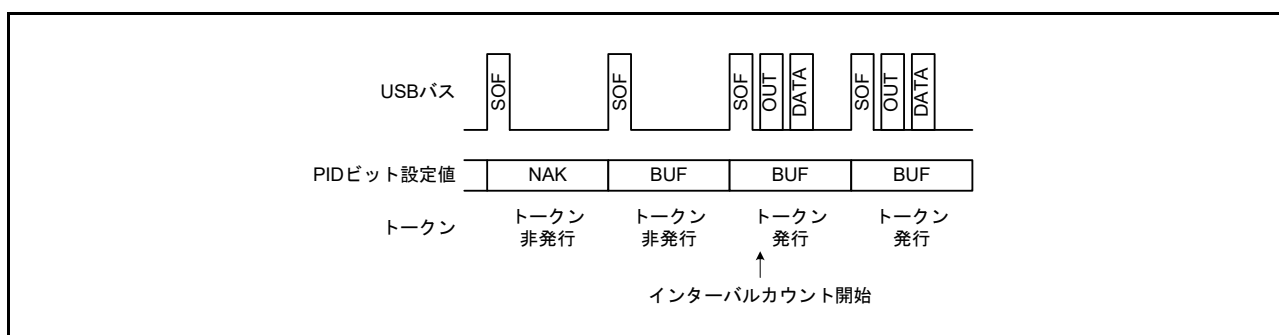 USBバス
SOF
SOF
SOF
OUT
DATA
SOF
OUT
DATA
PIDビット設定値
NAK
BUF
BUF
BUF
トークン
トークン
非発行
トークン
非発行
トークン
発行
トークン
発行
インターバルカウント開始